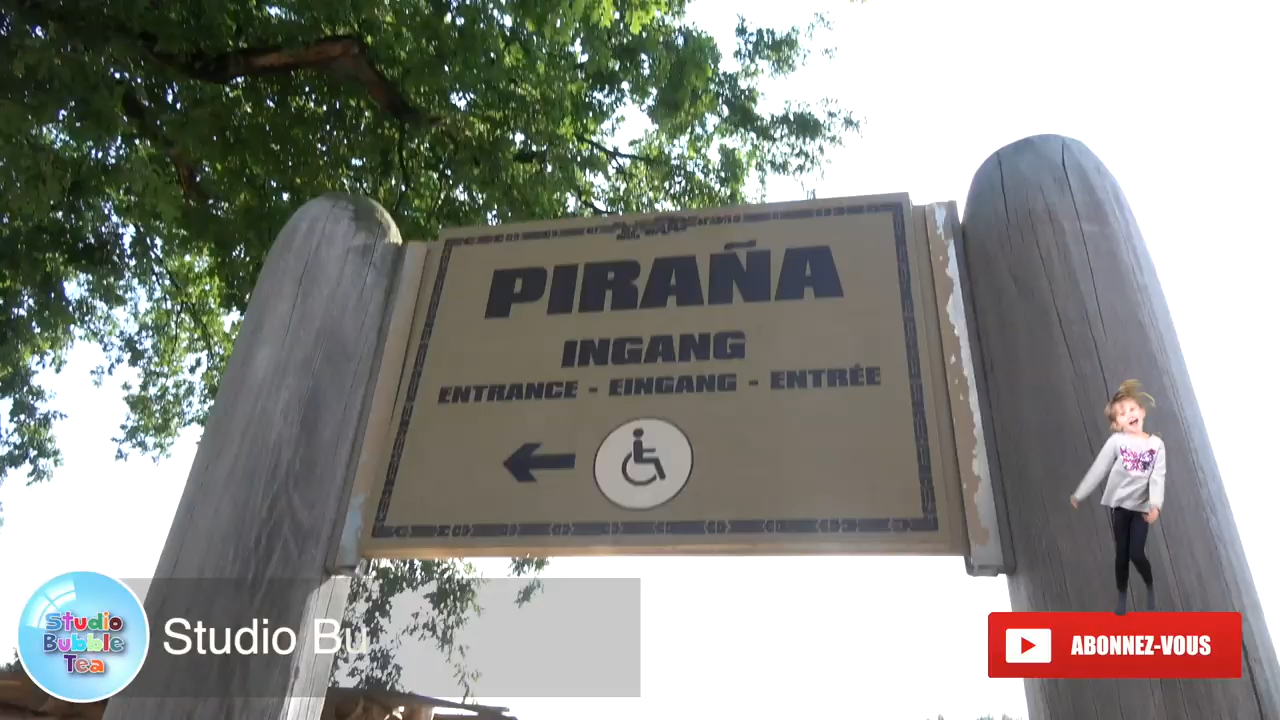 PIRAÑA
INGANG
ENTRANCE - EINGANG - ENTRÉE
Studio
Bubble
Tea
Studio Bu
ABONNEZ-VOUS